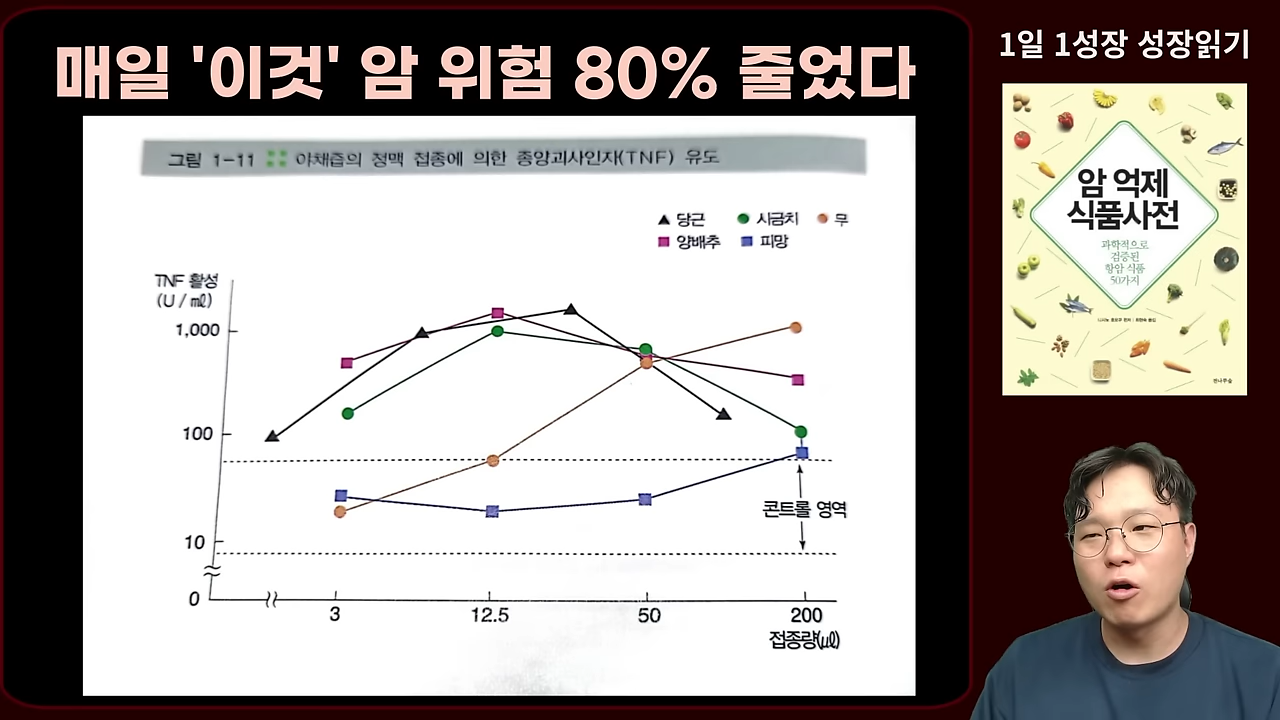 매일 '이것' 암 위험 80% 줄었다
1일 1성장 성장읽기
그림 1-11 야채즙의 정맥 접종에 의한 종양괴사인자(TNF) 유도
당근 시금치 무
양배추 피망
TNF 활성
(U / ㎖)
1,000
100
10
0
3 12.5 50 200
접종량(㎕)
콘트롤 영역
암 억제
식품사전
과학적으로
검증된
항암 식품
50가지
전나무숲